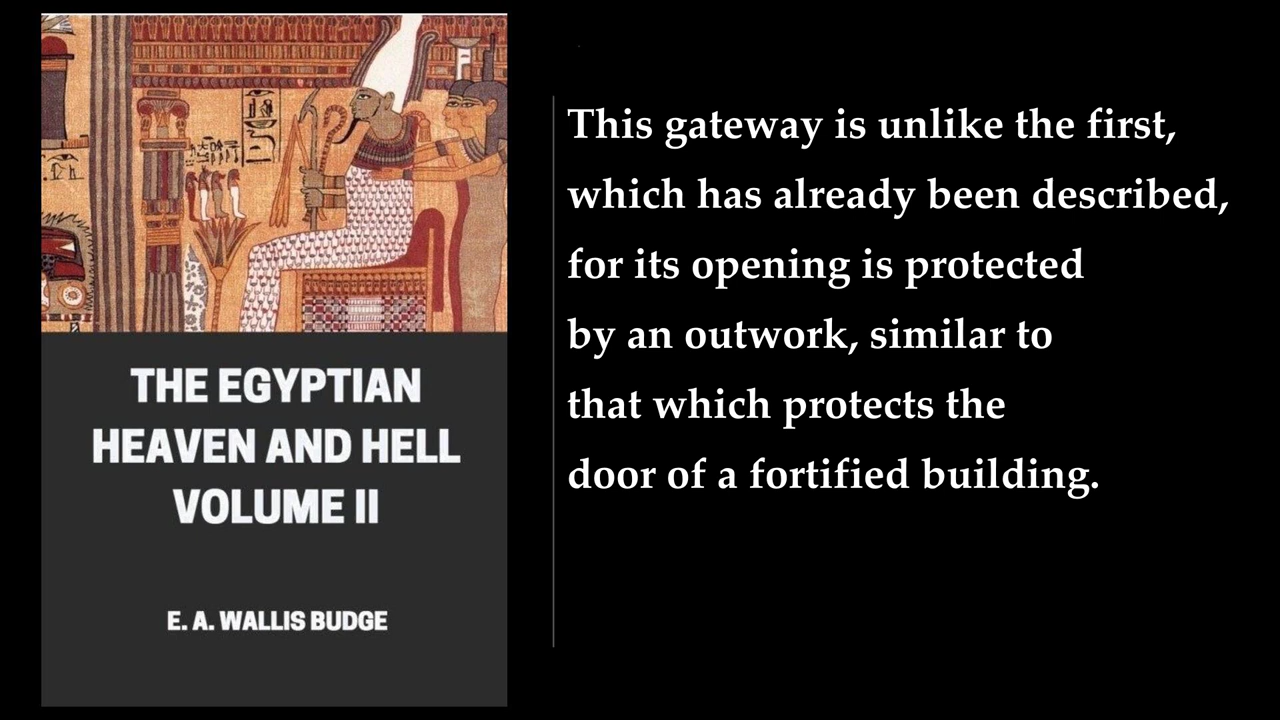 THE EGYPTIAN
HEAVEN AND HELL
VOLUME II
E. A. WALLIS BUDGE
This gateway is unlike the first,
which has already been described,
for its opening is protected
by an outwork, similar to
that which protects the
door of a fortified building.